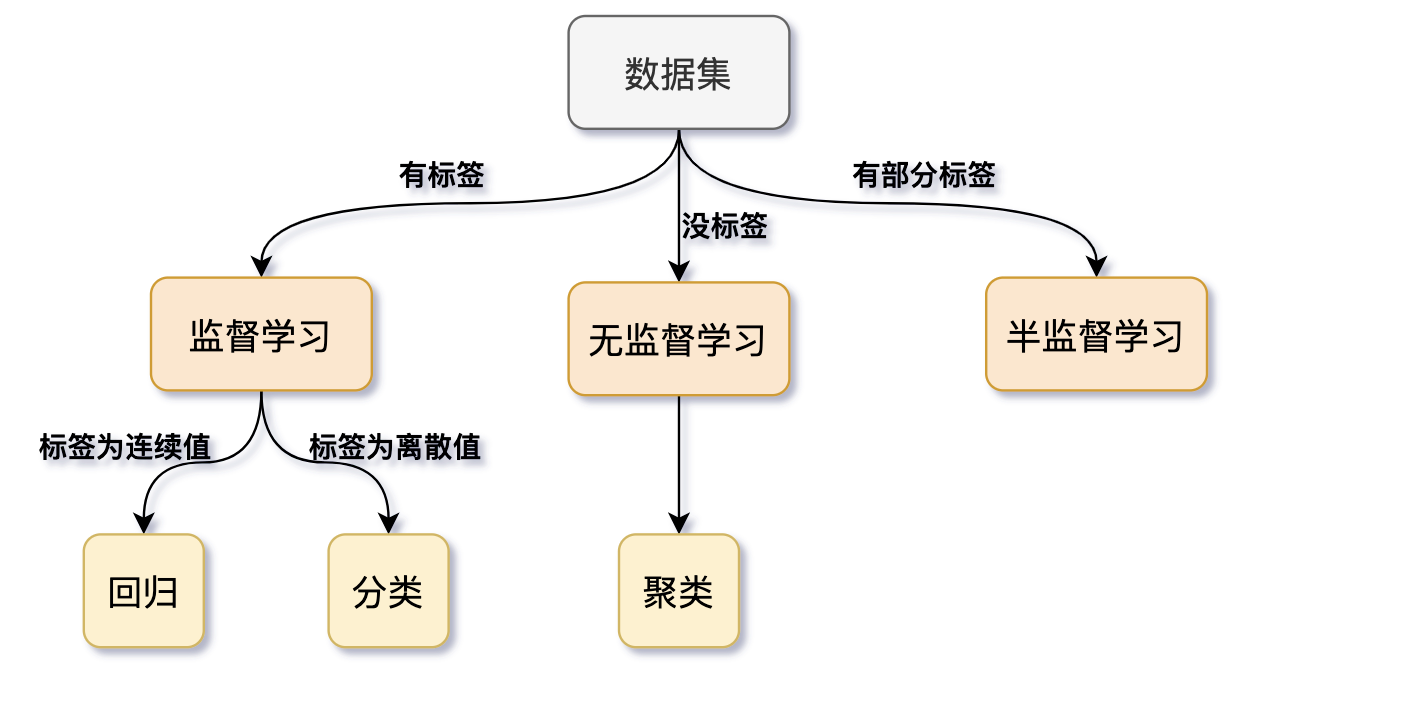 数据集
有标签
有部分标签
没标签
监督学习
无监督学习
半监督学习
标签为连续值
标签为离散值
回归
分类
聚类